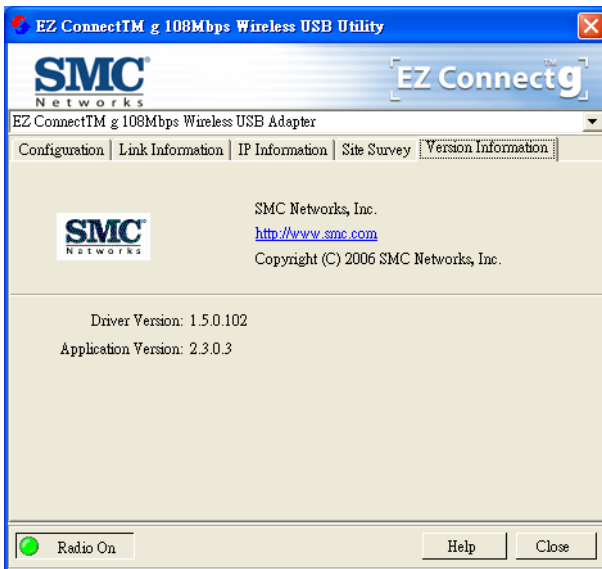 EZ ConnectTM g 108Mbps Wireless USB Utility
SMC®
Networks
EZ Connect™ g
EZ ConnectTM g 108Mbps Wireless USB Adapter
Configuration Link Information IP Information Site Survey Version Information
SMC®
Networks
SMC Networks, Inc.
http://www.smc.com
Copyright (C) 2006 SMC Networks, Inc.
Driver Version: 1.5.0.102
Application Version: 2.3.0.3
Radio On Help Close